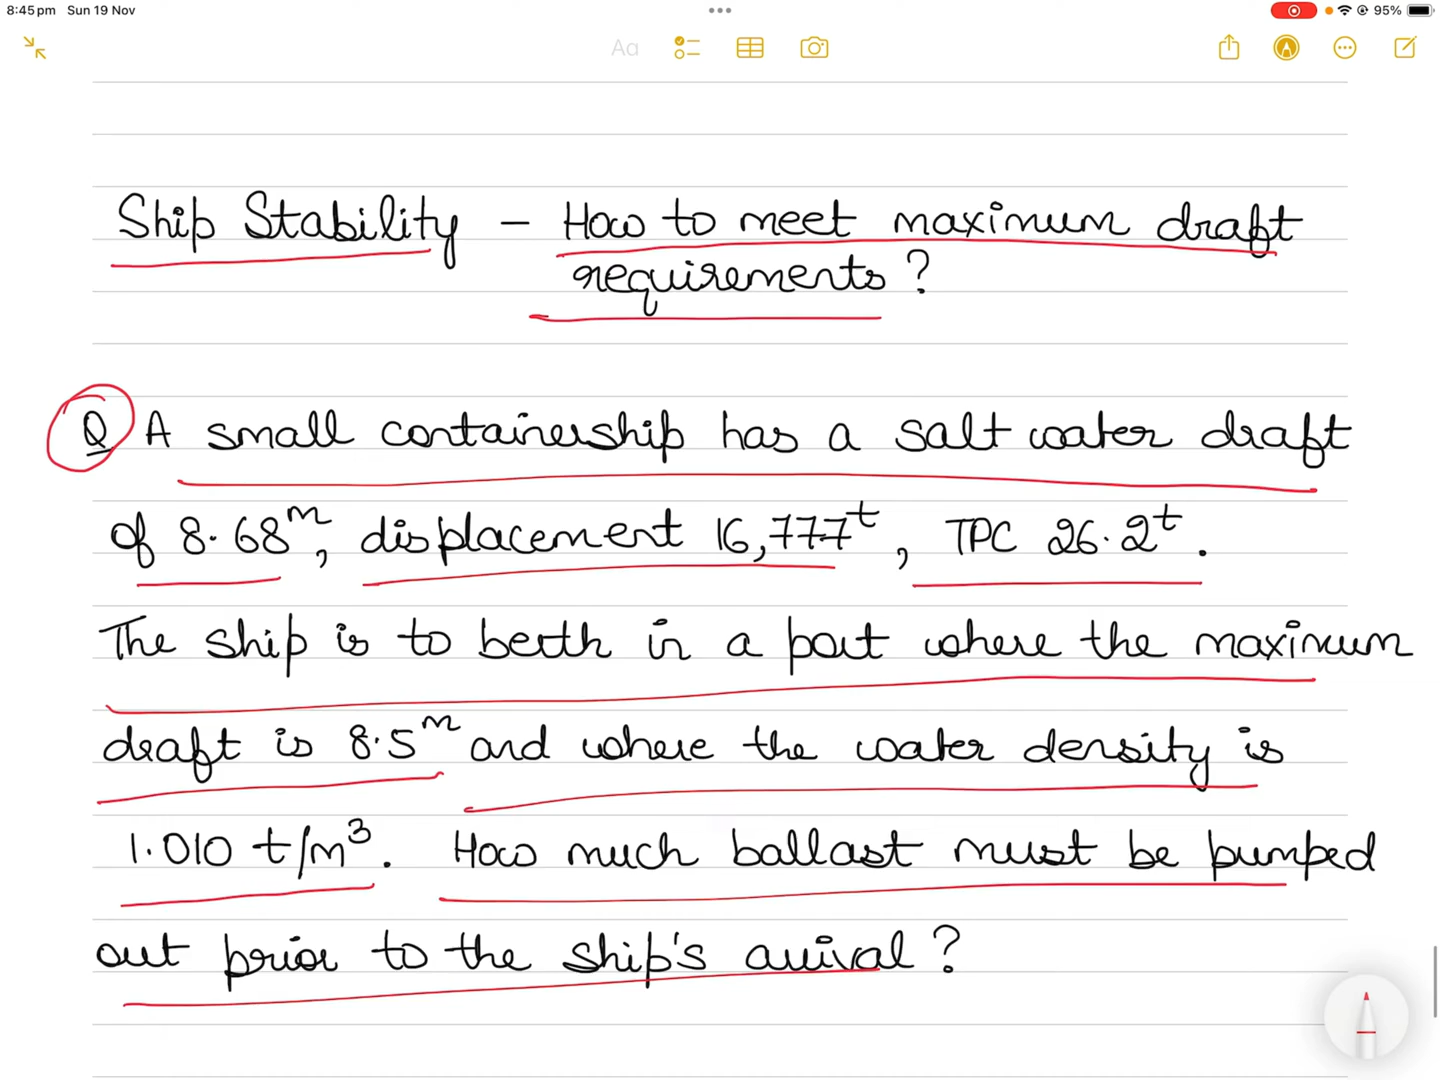 8:45 pm Sun 19 Nov
95%
Aa
Ship Stability - How to meet maximum draft
requirements?
Q A small containership has a salt water draft
of 8.68m, displacement 16,777t, TPC 26.2t.
The ship is to berth in a port where the maximum
draft is 8.5m and where the water density is
1.010 t/m³. How much ballast must be pumped
out prior to the ship's arrival?